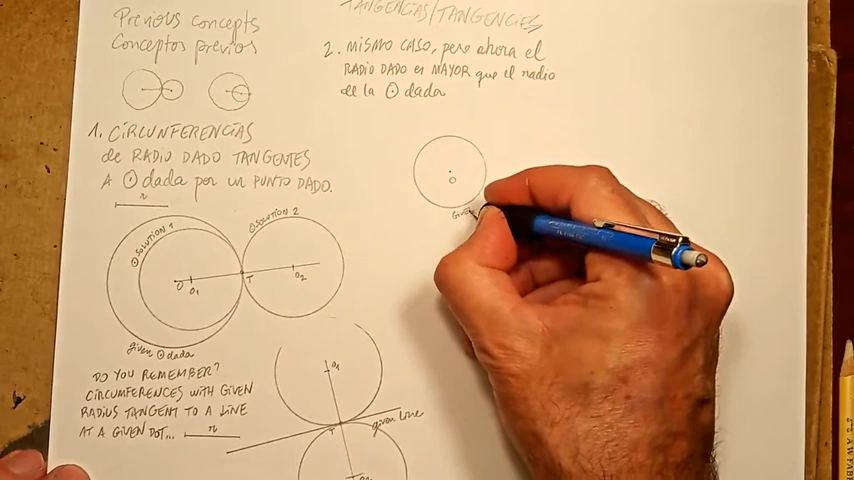 Previous concepts
Conceptos previos
TANGENCIAS/TANGENCIES
1. CIRCUNFERENCIAS
de RADIO DADO TANGENTES
A ⊙ dada por un PUNTO DADO.
r
⊙ SOLUTION 1
⊙ SOLUTION 2
O O1 T O2
given ⊙ dada
DO YOU REMEMBER?
CIRCUMFERENCES WITH GIVEN
RADIUS TANGENT TO A LINE
AT A GIVEN DOT...
r
O1
given line
T
2. MISMO CASO, pero ahora el
RADIO DADO es MAYOR que el radio
de la ⊙ dada
O
Given